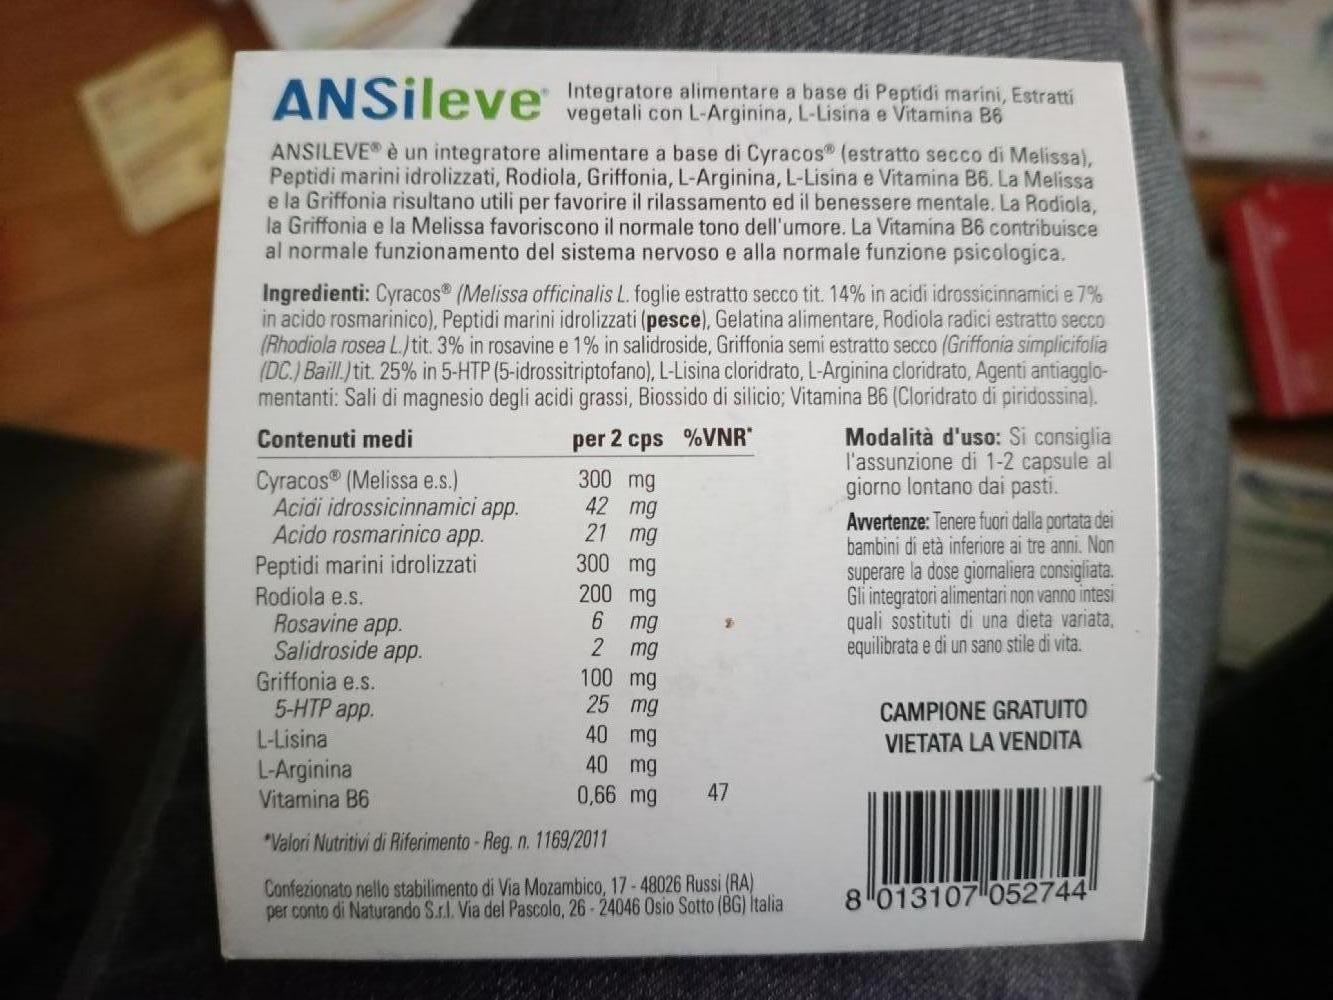 ANSileve®
Integratore alimentare a base di Peptidi marini, Estratti
vegetali con L-Arginina, L-Lisina e Vitamina B6
ANSILEVE® è un integratore alimentare a base di Cyracos® (estratto secco di Melissa),
Peptidi marini idrolizzati, Rodiola, Griffonia, L-Arginina, L-Lisina e Vitamina B6. La Melissa
e la Griffonia risultano utili per favorire il rilassamento ed il benessere mentale. La Rodiola,
la Griffonia e la Melissa favoriscono il normale tono dell'umore. La Vitamina B6 contribuisce
al normale funzionamento del sistema nervoso e alla normale funzione psicologica.
Ingredienti: Cyracos® (Melissa officinalis L. foglie estratto secco tit. 14% in acidi idrossicinnamici e 7%
in acido rosmarinico), Peptidi marini idrolizzati (pesce), Gelatina alimentare, Rodiola radici estratto secco
(Rhodiola rosea L.) tit. 3% in rosavine e 1% in salidroside, Griffonia semi estratto secco (Griffonia simplicifolia
(DC.) Baill.) tit. 25% in 5-HTP (5-idrossitriptofano), L-Lisina cloridrato, L-Arginina cloridrato, Agenti antiagglo-
mentanti: Sali di magnesio degli acidi grassi, Biossido di silicio; Vitamina B6 (Cloridrato di piridossina).
Contenuti medi per 2 cps %VNR*
Cyracos® (Melissa e.s.) 300 mg
Acidi idrossicinnamici app. 42 mg
Acido rosmarinico app. 21 mg
Peptidi marini idrolizzati 300 mg
Rodiola e.s. 200 mg
Rosavine app. 6 mg
Salidroside app. 2 mg
Griffonia e.s. 100 mg
5-HTP app. 25 mg
L-Lisina 40 mg
L-Arginina 40 mg
Vitamina B6 0,66 mg 47
*Valori Nutritivi di Riferimento - Reg. n. 1169/2011
Confezionato nello stabilimento di Via Mozambico, 17 - 48026 Russi (RA)
per conto di Naturando S.r.l. Via del Pascolo, 26 - 24046 Osio Sotto (BG) Italia
Modalità d'uso: Si consiglia
l'assunzione di 1-2 capsule al
giorno lontano dai pasti.
Avvertenze: Tenere fuori dalla portata dei
bambini di età inferiore ai tre anni. Non
superare la dose giornaliera consigliata.
Gli integratori alimentari non vanno intesi
quali sostituti di una dieta variata,
equilibrata e di un sano stile di vita.
CAMPIONE GRATUITO
VIETATA LA VENDITA
8 013107 052744